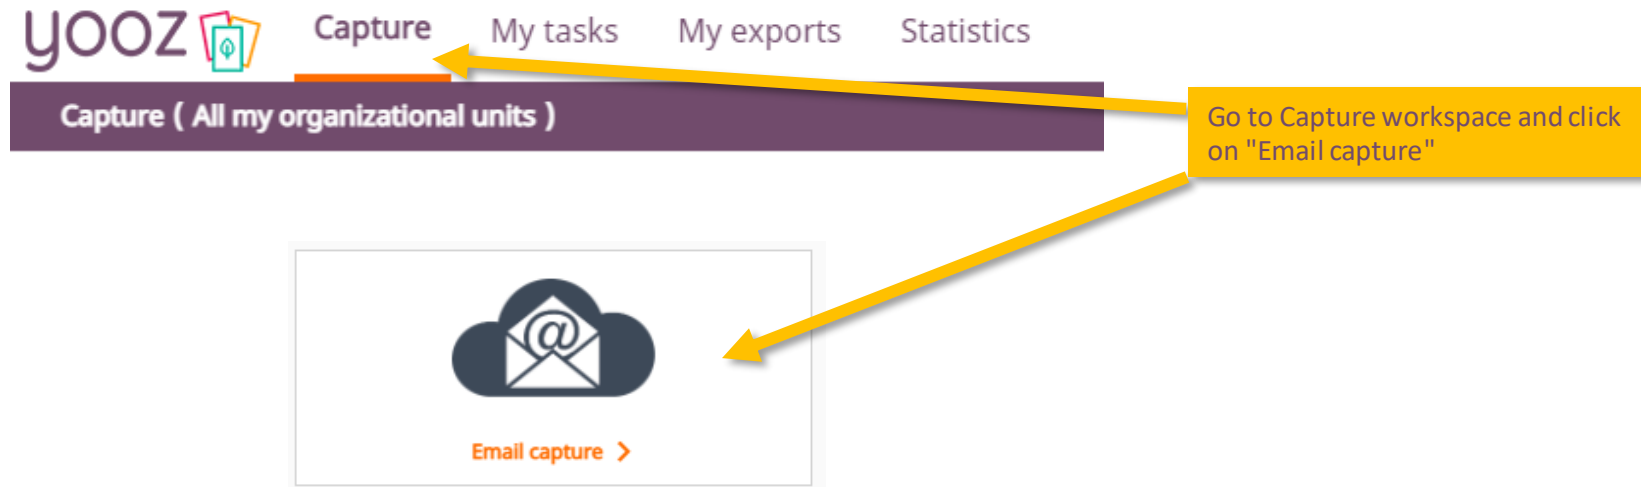 yooz Capture My tasks My exports Statistics
Capture ( All my organizational units )
Go to Capture workspace and click
on "Email capture"
@
Email capture >